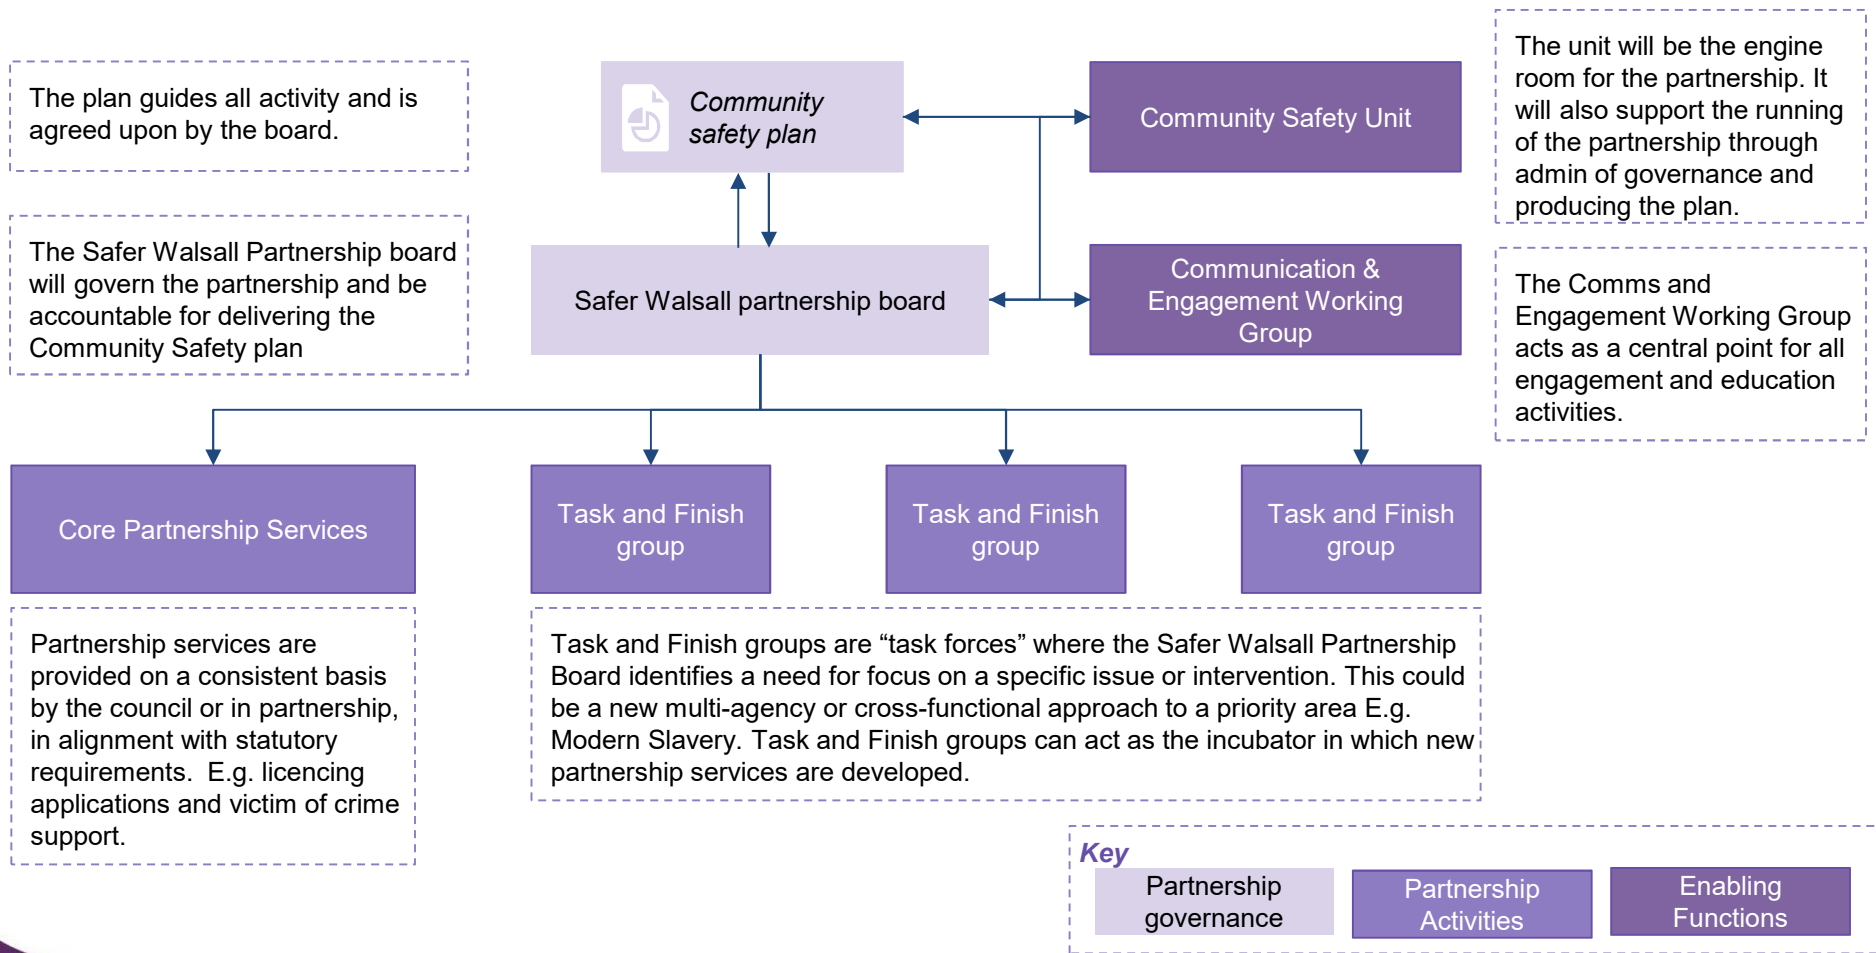 The plan guides all activity and is
agreed upon by the board.
Community
safety plan
Community Safety Unit
The unit will be the engine
room for the partnership. It
will also support the running
of the partnership through
admin of governance and
producing the plan.
The Safer Walsall Partnership board
will govern the partnership and be
accountable for delivering the
Community Safety plan
Safer Walsall partnership board
Communication &
Engagement Working
Group
The Comms and
Engagement Working Group
acts as a central point for all
engagement and education
activities.
Core Partnership Services
Task and Finish
group
Task and Finish
group
Task and Finish
group
Partnership services are
provided on a consistent basis
by the council or in partnership,
in alignment with statutory
requirements.  E.g. licencing
applications and victim of crime
support.
Task and Finish groups are “task forces” where the Safer Walsall Partnership
Board identifies a need for focus on a specific issue or intervention. This could
be a new multi-agency or cross-functional approach to a priority area E.g.
Modern Slavery. Task and Finish groups can act as the incubator in which new
partnership services are developed.
Key
Partnership
governance
Partnership
Activities
Enabling
Functions